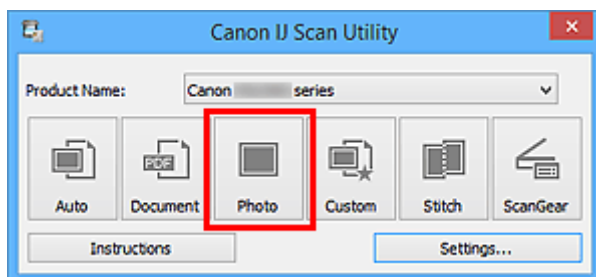 Canon IJ Scan Utility
Product Name: Canon series
Auto Document Photo Custom Stitch ScanGear
PDF
Instructions Settings...